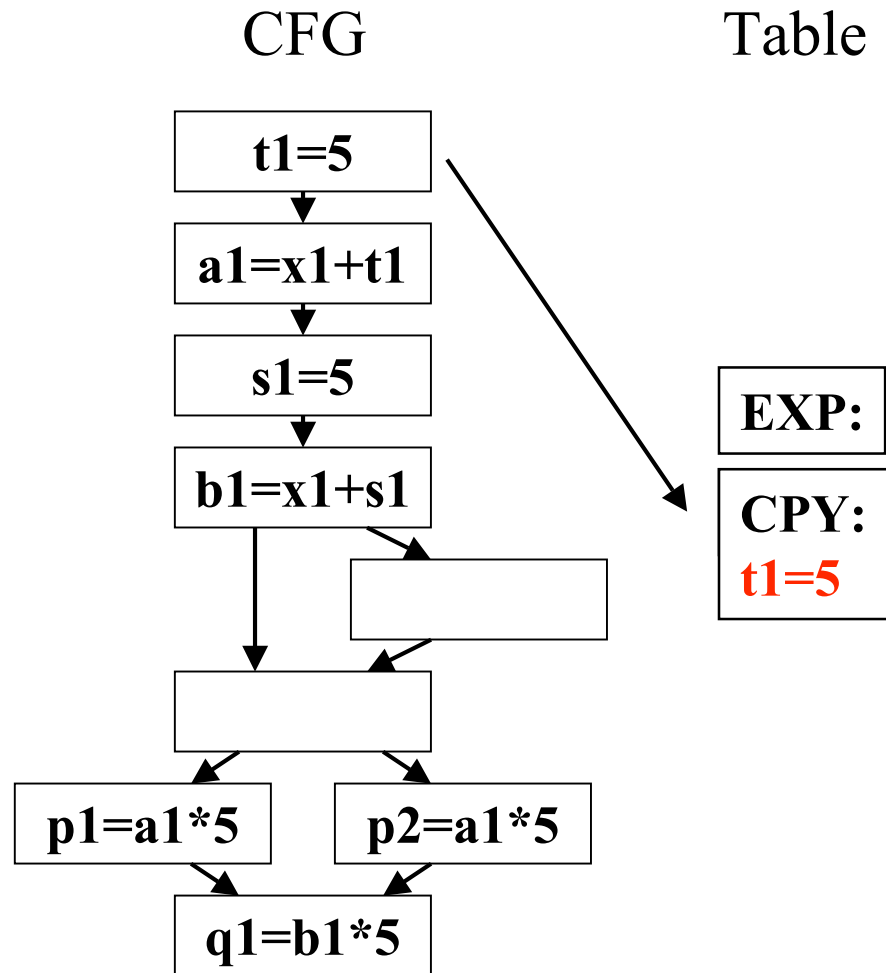 CFG
Table
t1=5
a1=x1+t1
s1=5
EXP:
b1=x1+s1
CPY:
t1=5
p1=a1*5
p2=a1*5
q1=b1*5